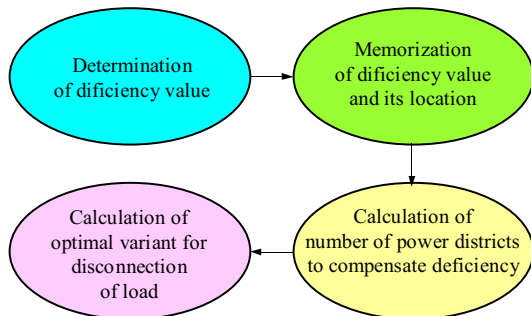 Determination
of dificiency value
Memorization
of dificiency value
and its location
Calculation of
number of power districts
to compensate deficiency
Calculation of
optimal variant for
disconnection
of load